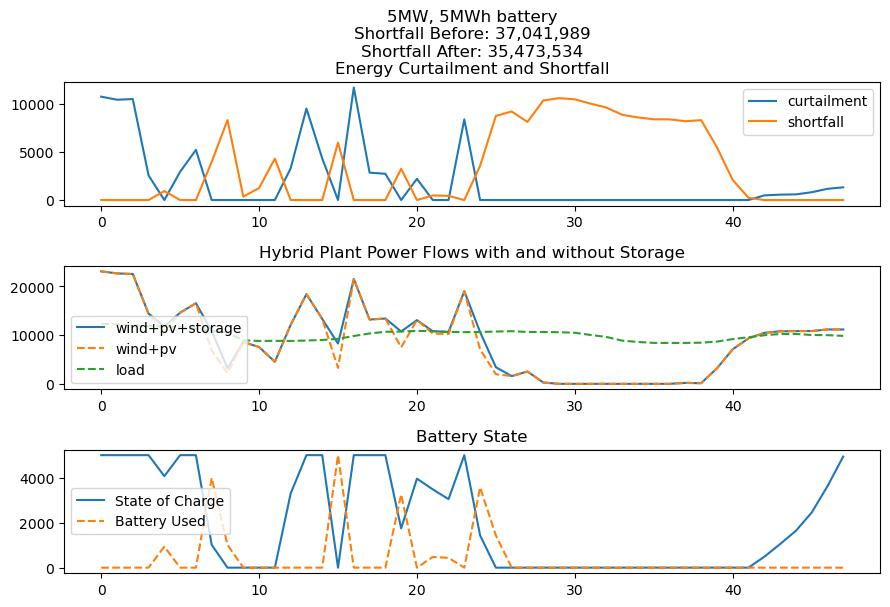 5MW, 5MWh battery
Shortfall Before: 37,041,989
Shortfall After: 35,473,534
Energy Curtailment and Shortfall
10000
5000
0
curtailment
shortfall
0 10 20 30 40
Hybrid Plant Power Flows with and without Storage
20000
10000
0
wind+pv+storage
wind+pv
load
0 10 20 30 40
Battery State
4000
2000
0
State of Charge
Battery Used
0 10 20 30 40